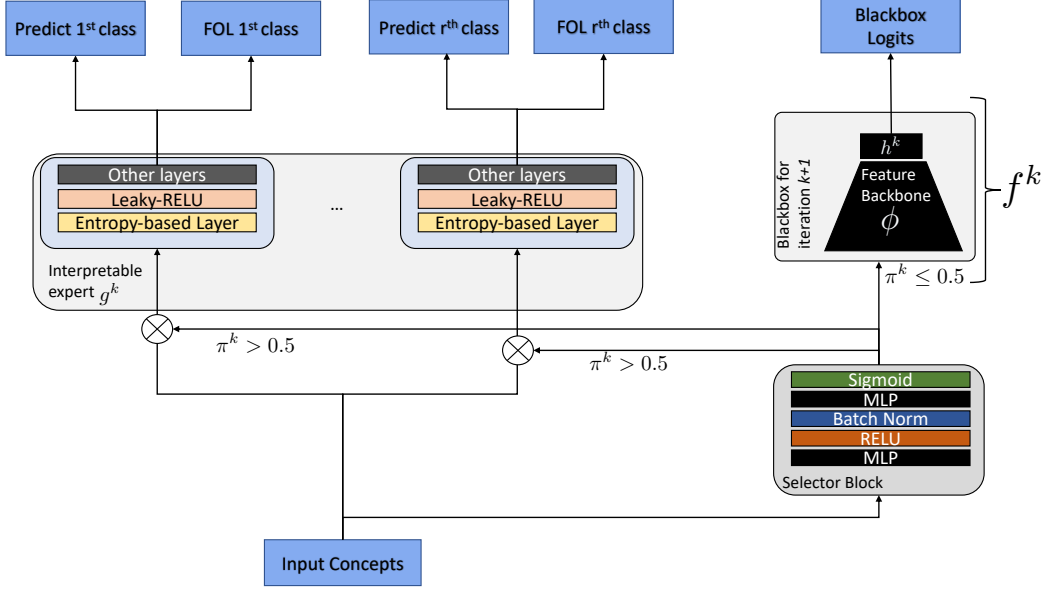 Predict 1st class
FOL 1st class
Predict rth class
FOL rth class
Blackbox
Logits
Other layers
Leaky-RELU
Entropy-based Layer
...
Other layers
Leaky-RELU
Entropy-based Layer
Interpretable
expert g^k
Blackbox for
iteration k+1
h^k
Feature
Backbone
ϕ
f^k
π^k ≤ 0.5
π^k > 0.5
π^k > 0.5
Sigmoid
MLP
Batch Norm
RELU
MLP
Selector Block
Input Concepts